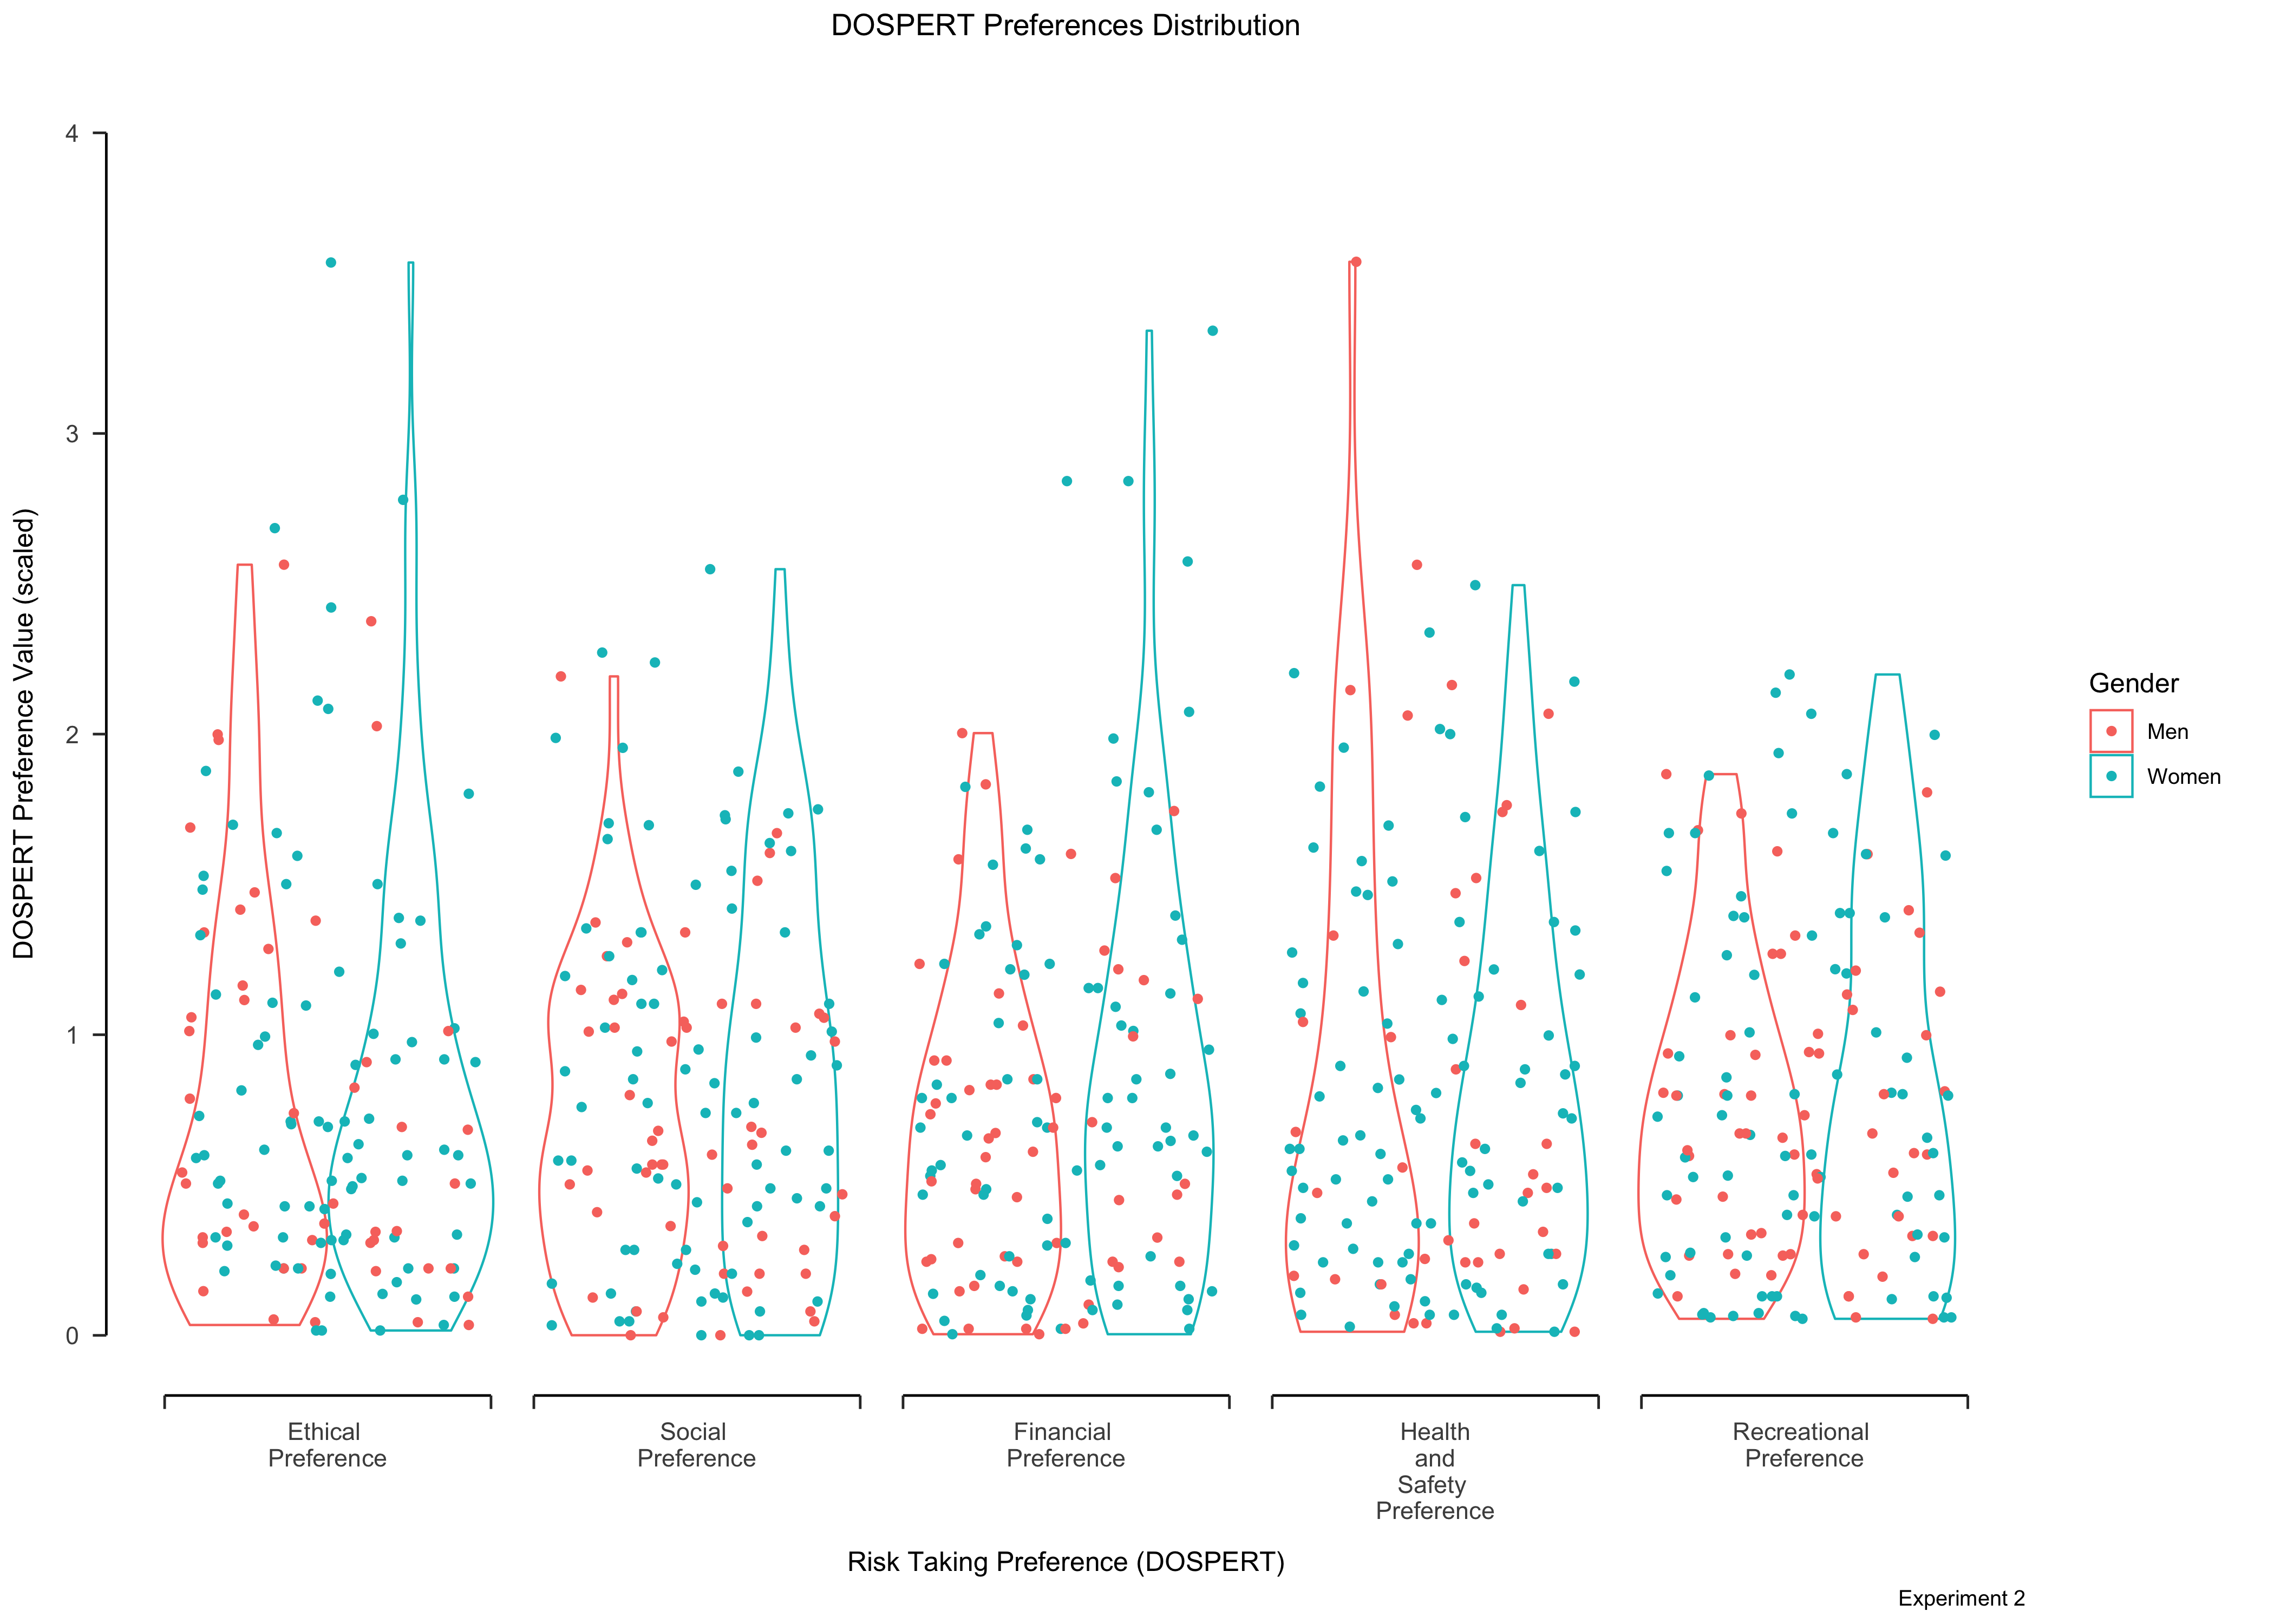 DOSPERT Preferences Distribution
DOSPERT Preference Value (scaled)
4
3
2
1
0
Gender
Men
Women
Ethical
Preference
Social
Preference
Financial
Preference
Health
and
Safety
Preference
Recreational
Preference
Risk Taking Preference (DOSPERT)
Experiment 2